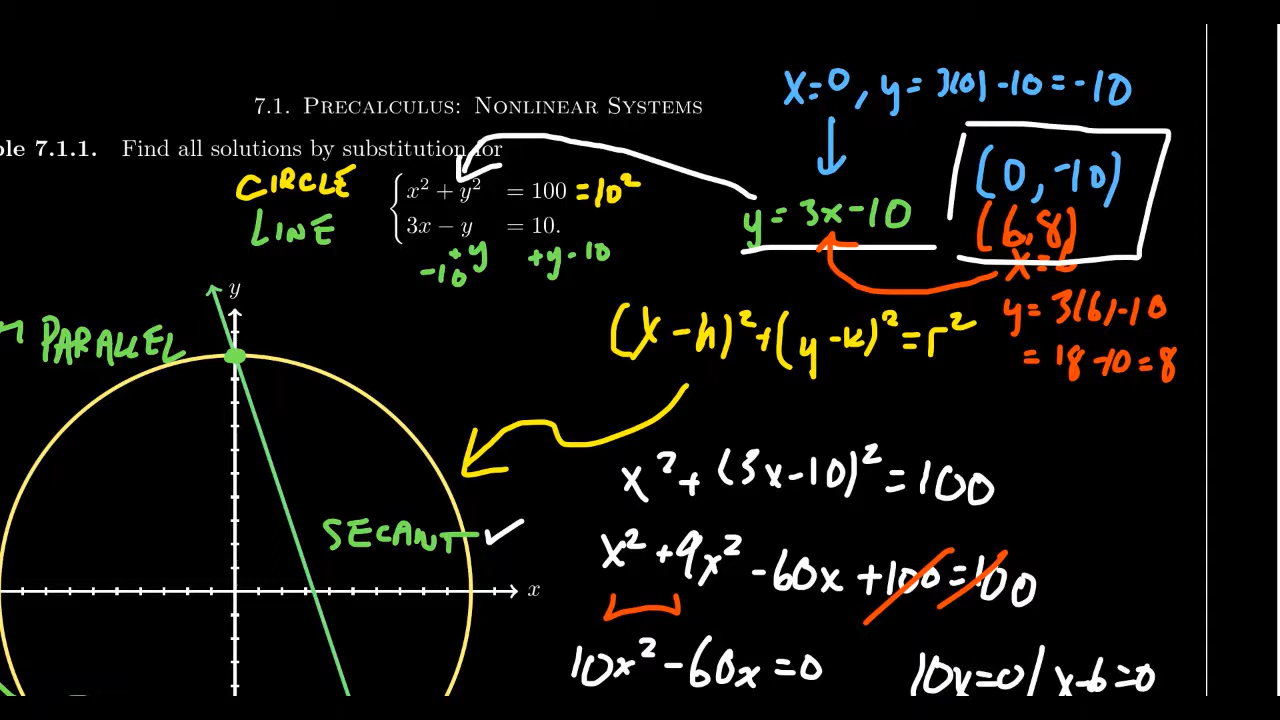 7.1. Precalculus: Nonlinear Systems
x=0, y=3(0)-10=-10
ple 7.1.1. Find all solutions by substitution for
CIRCLE x² + y² = 100 =10²
LINE 3x − y = 10.
+y +y-10
-10
y=3x-10
(0,-10)
(6,8)
x=6
y=3(6)-10
=18-10=8
y
PARALLEL
(x-h)²+(y-k)²=r²
x²+(3x-10)²=100
SECANT
x²+9x²-60x+100=100
x
10x²-60x=0
10x=0/x-6=0